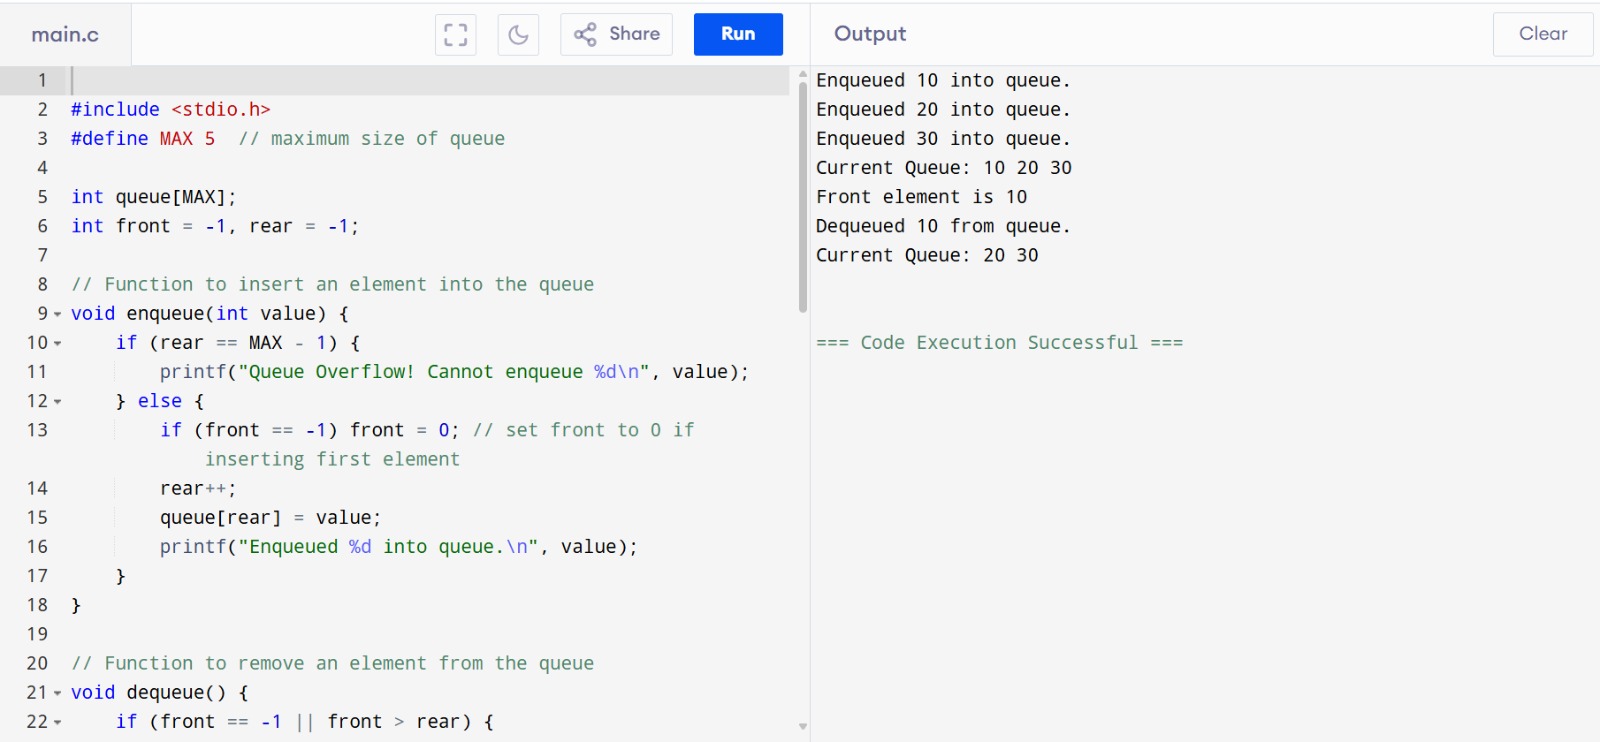 main.c
Share
Run
Output
Clear
1
2 #include <stdio.h>
3 #define MAX 5  // maximum size of queue
4
5 int queue[MAX];
6 int front = -1, rear = -1;
7
8 // Function to insert an element into the queue
9 void enqueue(int value) {
10     if (rear == MAX - 1) {
11         printf("Queue Overflow! Cannot enqueue %d\n", value);
12     } else {
13         if (front == -1) front = 0; // set front to 0 if
            inserting first element
14         rear++;
15         queue[rear] = value;
16         printf("Enqueued %d into queue.\n", value);
17     }
18 }
19
20 // Function to remove an element from the queue
21 void dequeue() {
22     if (front == -1 || front > rear) {
Enqueued 10 into queue.
Enqueued 20 into queue.
Enqueued 30 into queue.
Current Queue: 10 20 30
Front element is 10
Dequeued 10 from queue.
Current Queue: 20 30
=== Code Execution Successful ===